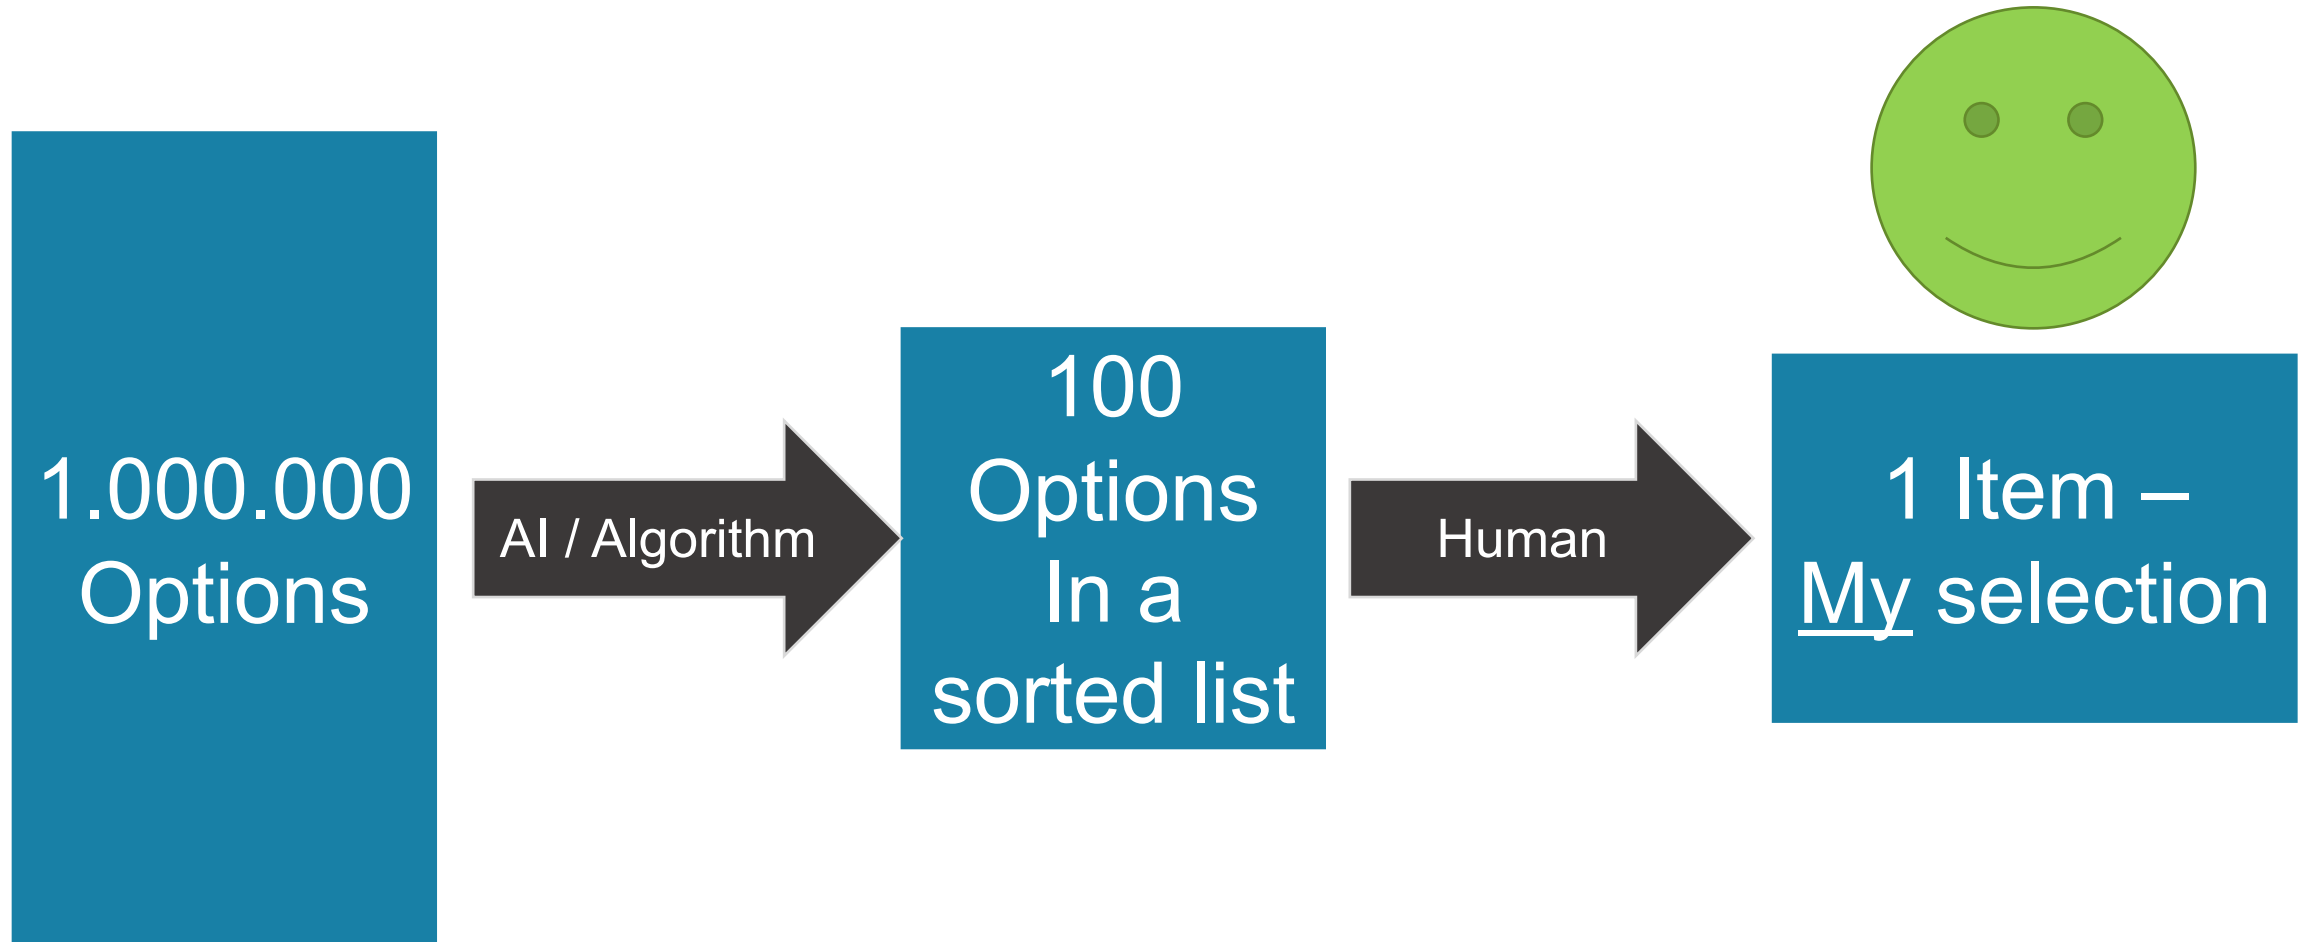 1.000.000
Options
AI / Algorithm
100
Options
In a
sorted list
Human
1 Item –
My selection